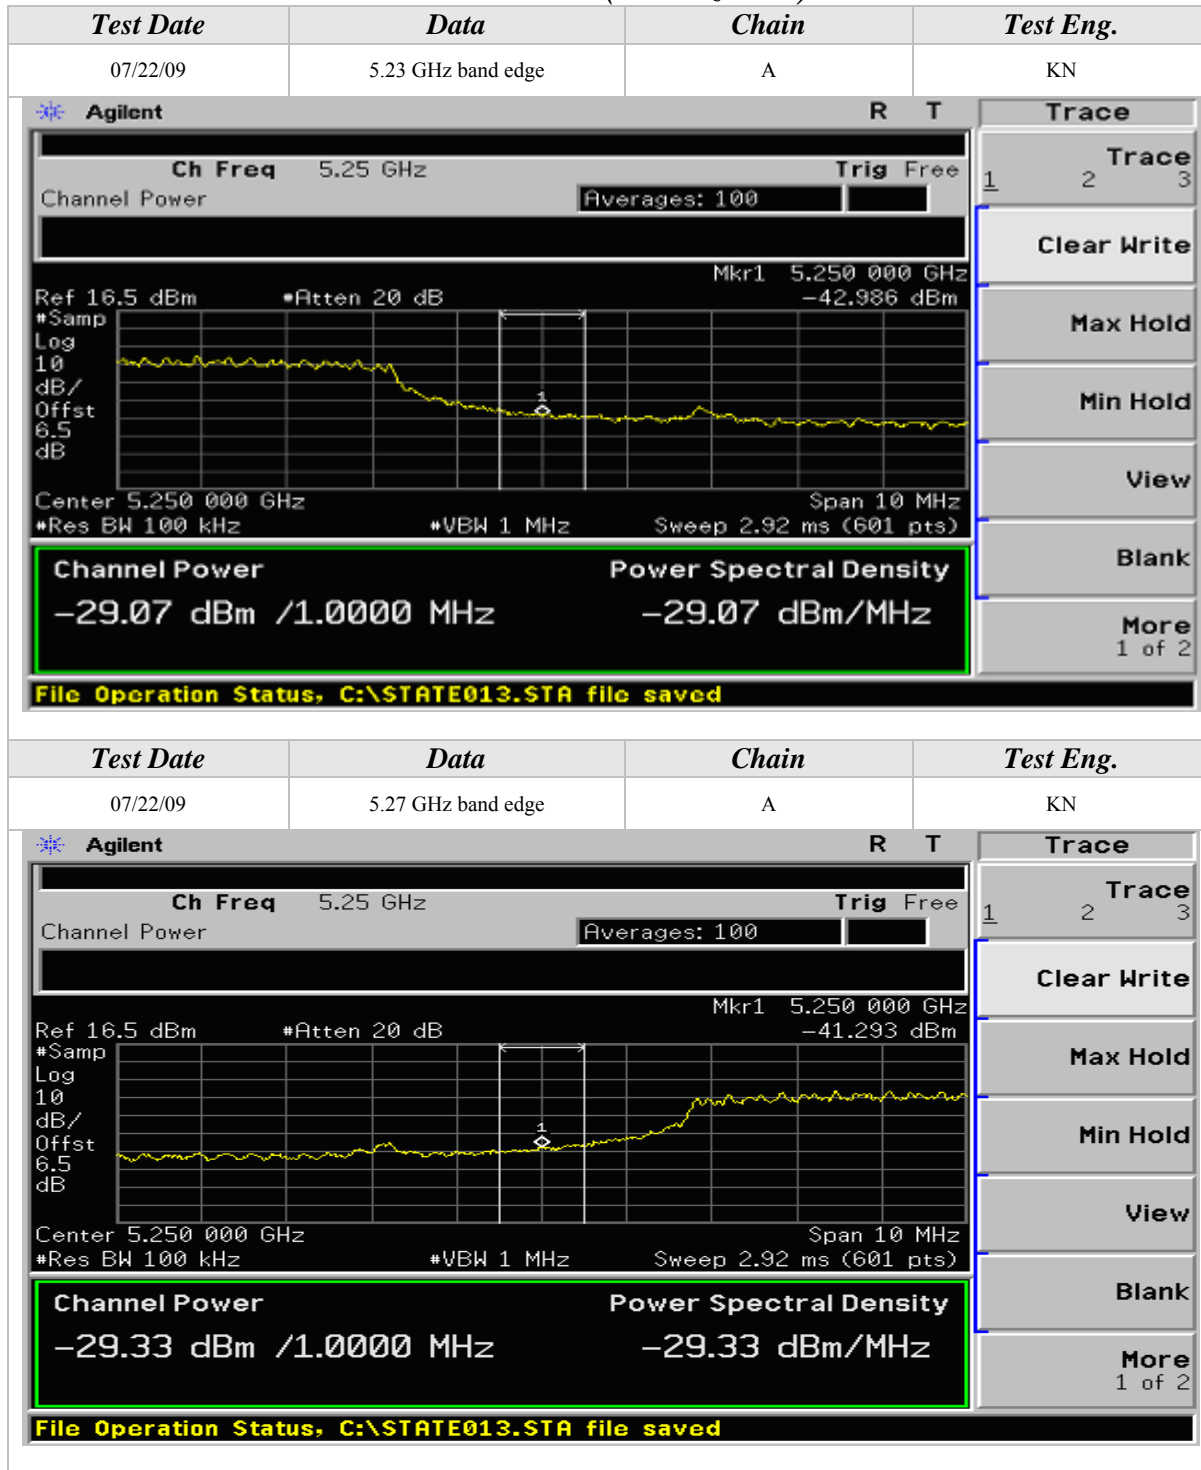 Test Date Data Chain Test Eng.
07/22/09 5.23 GHz band edge A KN
Agilent R T Trace
Ch Freq 5.25 GHz Trig Free
Channel Power Averages: 100
Trace
1 2 3
Clear Write
Mkr1 5.250 000 GHz
Ref 16.5 dBm *Atten 20 dB -42.986 dBm
#Samp
Log
10
dB/
Offst
6.5
dB
1
Max Hold
Min Hold
View
Center 5.250 000 GHz Span 10 MHz
#Res BW 100 kHz #VBW 1 MHz Sweep 2.92 ms (601 pts)
Channel Power Power Spectral Density
-29.07 dBm /1.0000 MHz -29.07 dBm/MHz
Blank
More
1 of 2
File Operation Status, C:\STATE013.STA file saved
Test Date Data Chain Test Eng.
07/22/09 5.27 GHz band edge A KN
Agilent R T Trace
Ch Freq 5.25 GHz Trig Free
Channel Power Averages: 100
Trace
1 2 3
Clear Write
Mkr1 5.250 000 GHz
Ref 16.5 dBm #Atten 20 dB -41.293 dBm
#Samp
Log
10
dB/
Offst
6.5
dB
1
Max Hold
Min Hold
View
Center 5.250 000 GHz Span 10 MHz
#Res BW 100 kHz #VBW 1 MHz Sweep 2.92 ms (601 pts)
Channel Power Power Spectral Density
-29.33 dBm /1.0000 MHz -29.33 dBm/MHz
Blank
More
1 of 2
File Operation Status, C:\STATE013.STA file saved